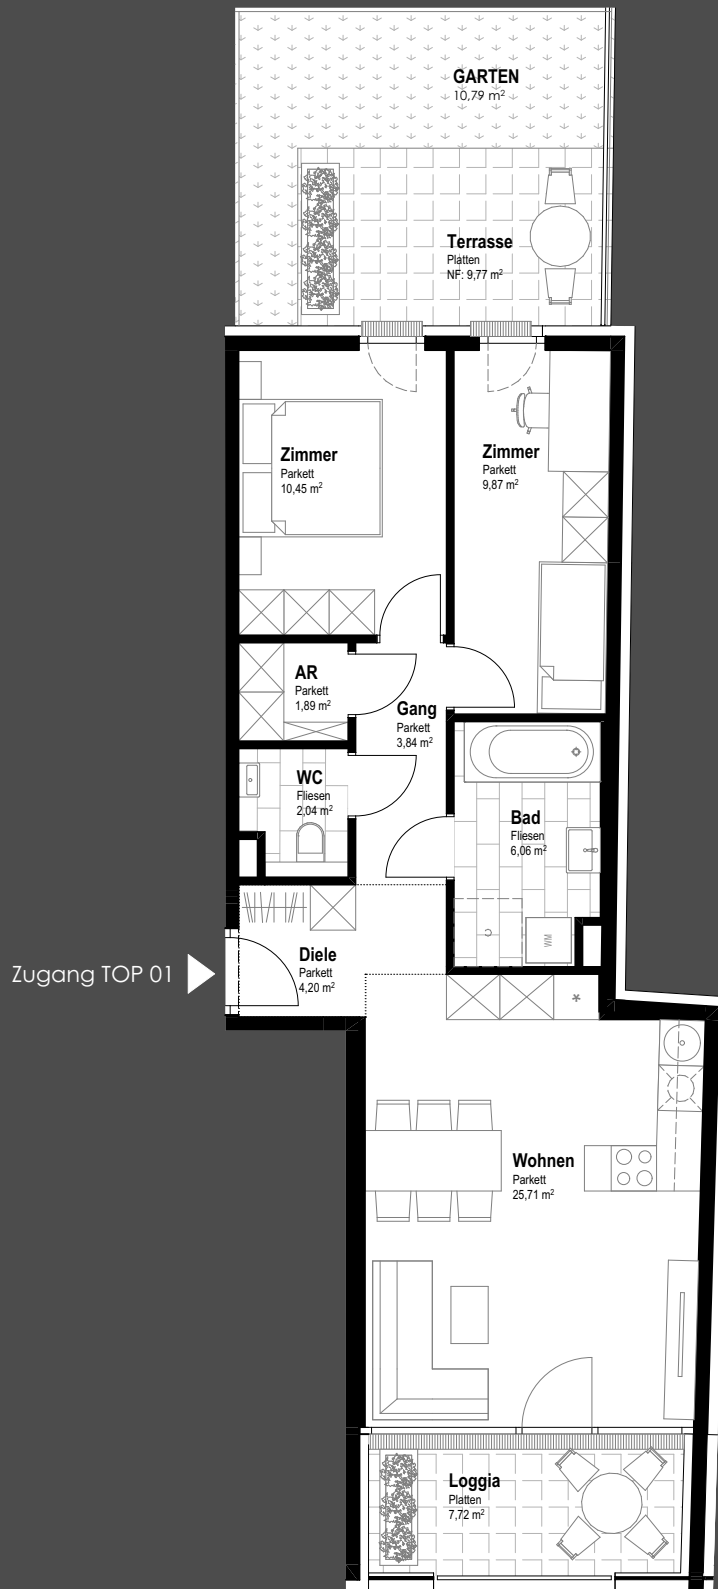 GARTEN
10,79 m²
Terrasse
Platten
NF: 9,77 m²
Zimmer
Parkett
10,45 m²
Zimmer
Parkett
9,87 m²
AR
Parkett
1,89 m²
Gang
Parkett
3,84 m²
WC
Fliesen
2,04 m²
Bad
Fliesen
6,06 m²
WM
Diele
Parkett
4,20 m²
Zugang TOP 01
*
Wohnen
Parkett
25,71 m²
Loggia
Platten
7,72 m²